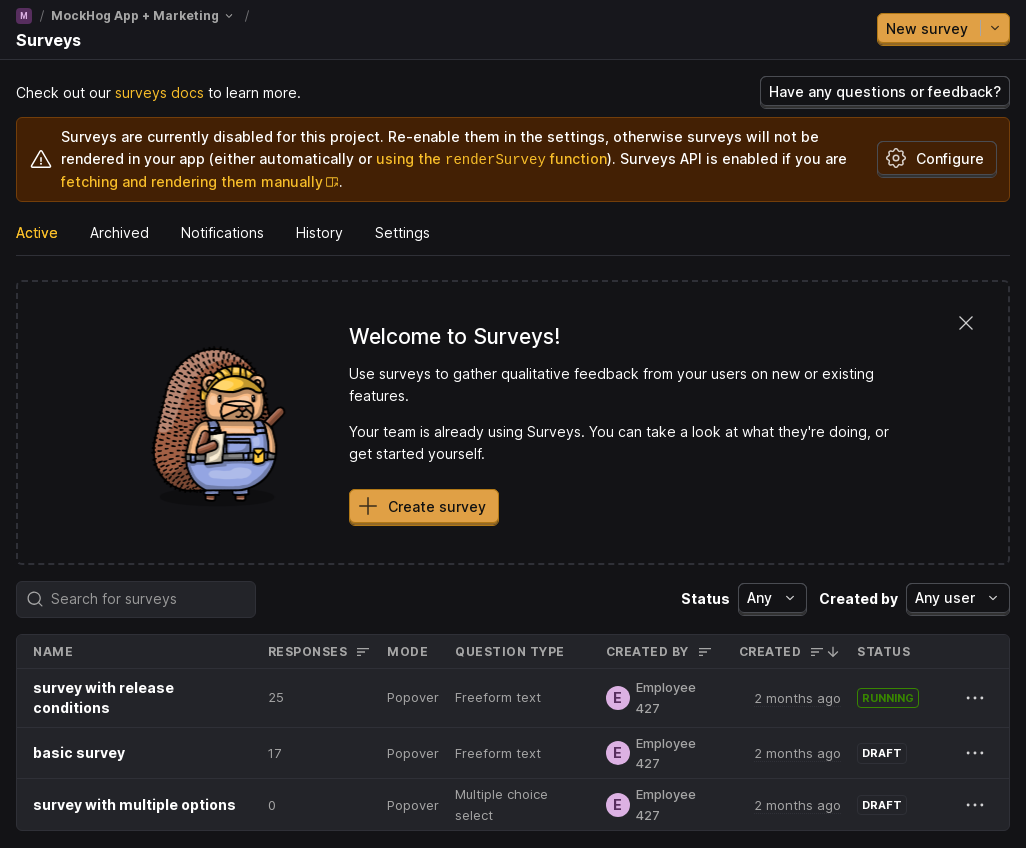 M / MockHog App + Marketing /
Surveys
New survey
Check out our surveys docs to learn more.
Have any questions or feedback?
Surveys are currently disabled for this project. Re-enable them in the settings, otherwise surveys will not be
rendered in your app (either automatically or using the renderSurvey function). Surveys API is enabled if you are
fetching and rendering them manually.
Configure
Active Archived Notifications History Settings
Welcome to Surveys!
Use surveys to gather qualitative feedback from your users on new or existing
features.
Your team is already using Surveys. You can take a look at what they're doing, or
get started yourself.
Create survey
Search for surveys
Status Any Created by Any user
NAME RESPONSES MODE QUESTION TYPE CREATED BY CREATED STATUS
survey with release
conditions
25 Popover Freeform text E Employee
427
2 months ago RUNNING
basic survey 17 Popover Freeform text E Employee
427
2 months ago DRAFT
survey with multiple options 0 Popover Multiple choice
select
E Employee
427
2 months ago DRAFT